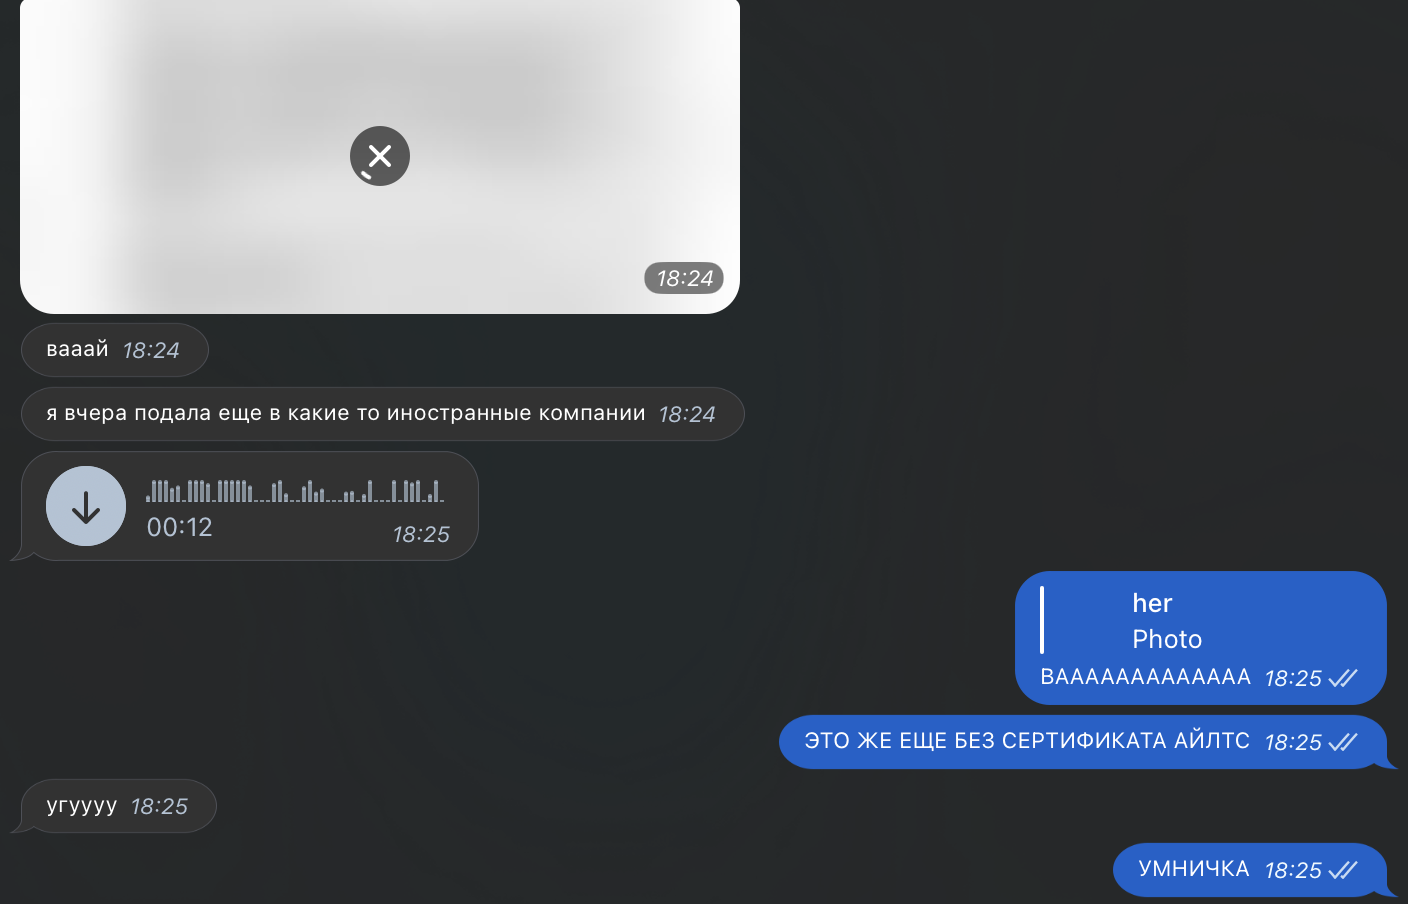 18:24
вааай 18:24
я вчера подала еще в какие то иностранные компании 18:24
00:12
18:25
her
Photo
ВААААААААААААА 18:25
ЭТО ЖЕ ЕЩЕ БЕЗ СЕРТИФИКАТА АЙЛТС 18:25
угуууу 18:25
УМНИЧКА 18:25